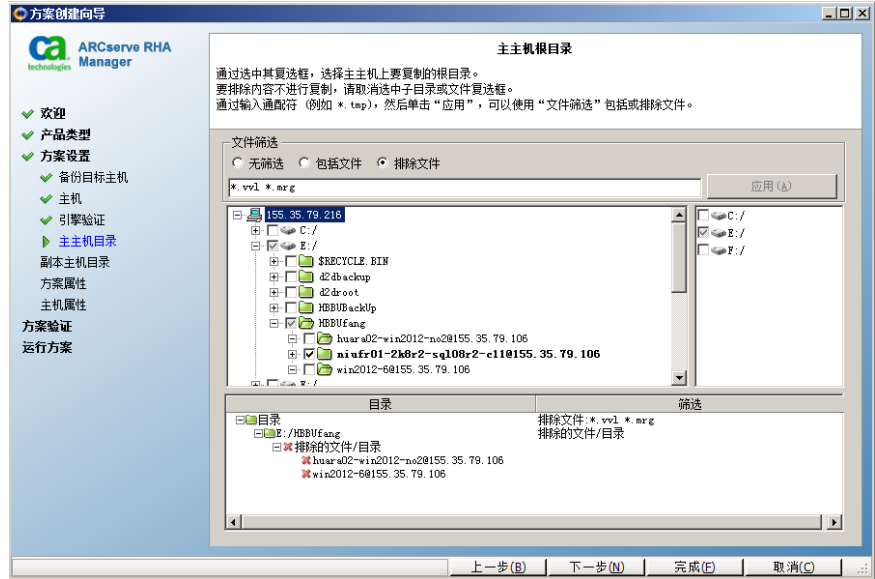 方案创建向导
ca
technologies
ARCserve RHA
Manager
欢迎
产品类型
方案设置
备份目标主机
主机
引擎验证
主主机目录
副本主机目录
方案属性
主机属性
方案验证
运行方案
主主机根目录
通过选中其复选框，选择主主机上要复制的根目录。
要排除内容不进行复制，请取消选中子目录或文件复选框。
通过输入通配符 (例如 *.tmp)，然后单击“应用”，可以使用“文件筛选”包括或排除文件。
文件筛选
无筛选 包括文件 排除文件
*.vvl *.mrg 应用(A)
155.35.79.216
C:/
E:/
$RECYCLE.BIN
d2dbackup
d2droot
HBBUBackUp
HBBUfang
huara02-win2012-no2@155.35.79.106
niufr01-2k8r2-sql08r2-cl1@155.35.79.106
win2012-6@155.35.79.106
F:/
C:/
E:/
F:/
目录 筛选
目录 排除文件:*.vvl *.mrg
E:/HBBUfang 排除的文件/目录
排除的文件/目录
huara02-win2012-no2@155.35.79.106
win2012-6@155.35.79.106
上一步(B) 下一步(N) 完成(F) 取消(C)